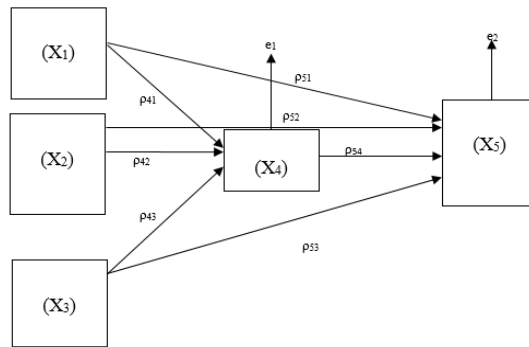 (X₁)
e₁
e₂
ρ₅₁
ρ₄₁
ρ₅₂
(X₂)
(X₅)
ρ₄₂
(X₄)
ρ₅₄
ρ₄₃
ρ₅₃
(X₃)